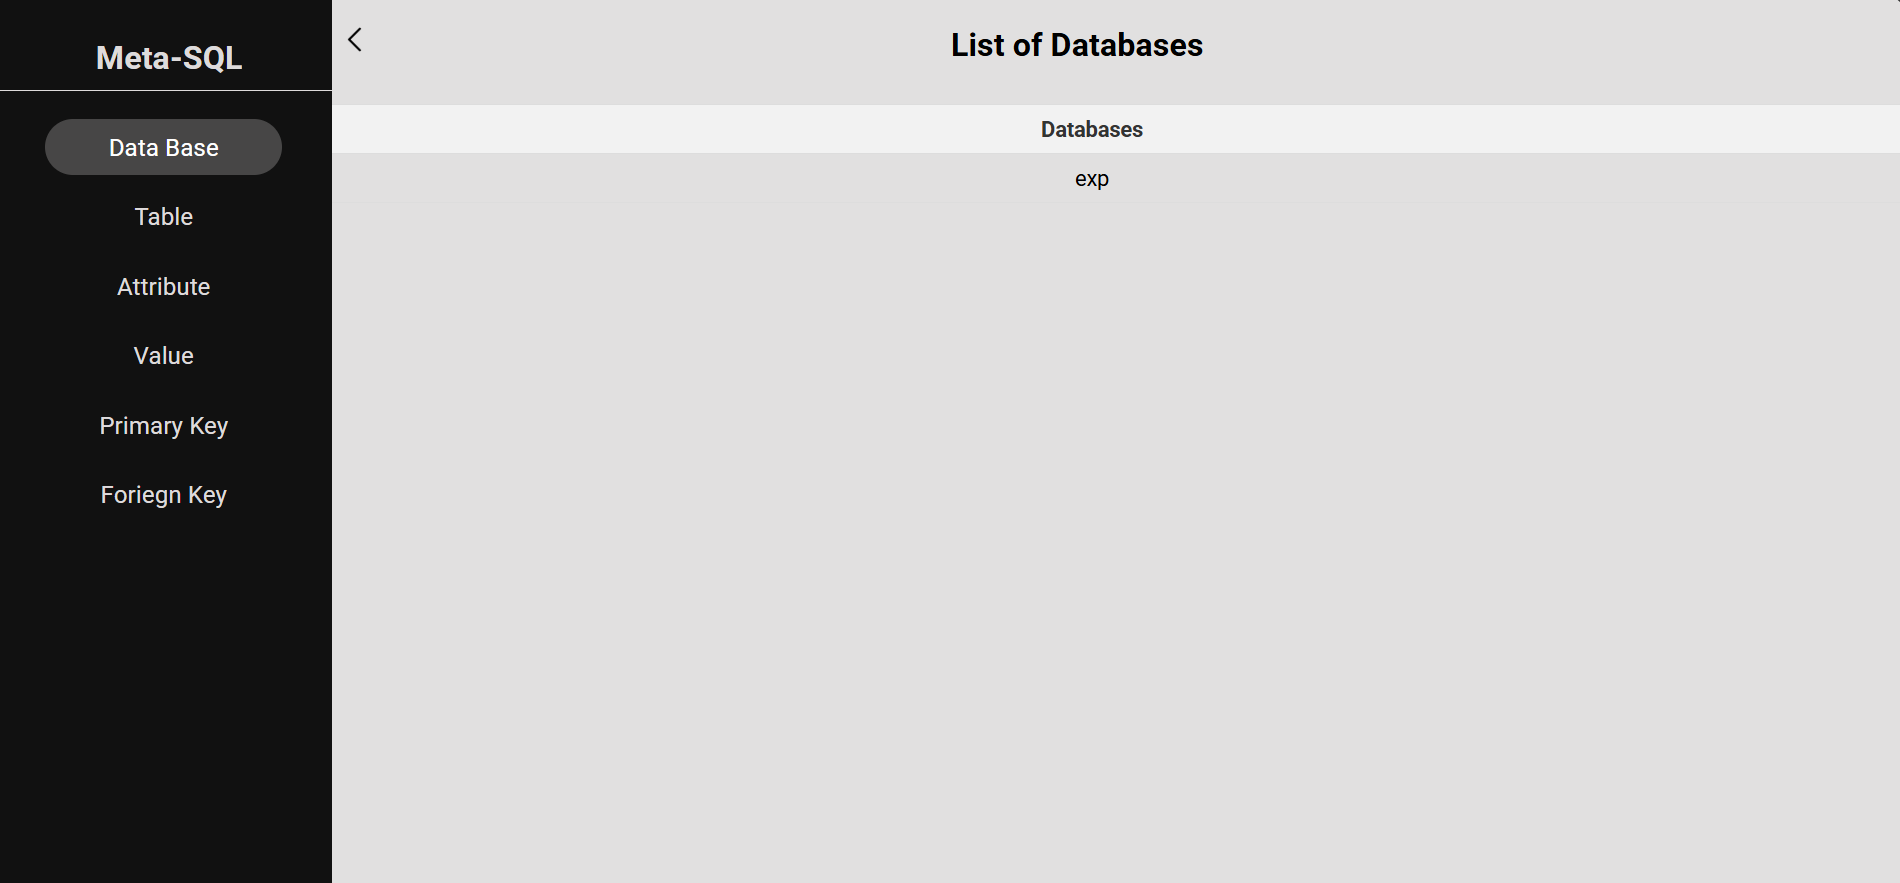 Meta-SQL
Data Base
Table
Attribute
Value
Primary Key
Foriegn Key
List of Databases
Databases
exp